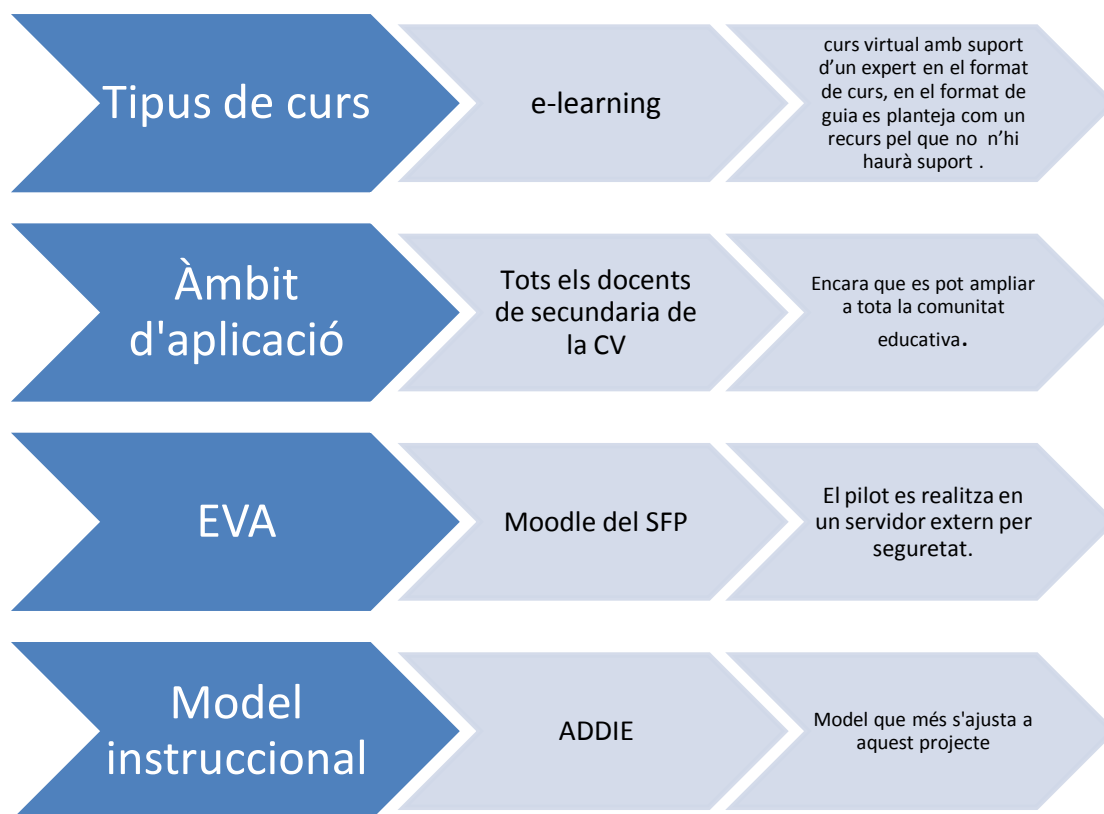 Tipus de curs
e-learning
curs virtual amb suport
d'un expert en el format
de curs, en el format de
guia es planteja com un
recurs pel que no n'hi
haurà suport .
Àmbit
d'aplicació
Tots els docents
de secundaria de
la CV
Encara que es pot ampliar
a tota la comunitat
educativa.
EVA
Moodle del SFP
El pilot es realitza en
un servidor extern per
seguretat.
Model
instruccional
ADDIE
Model que més s'ajusta a
aquest projecte